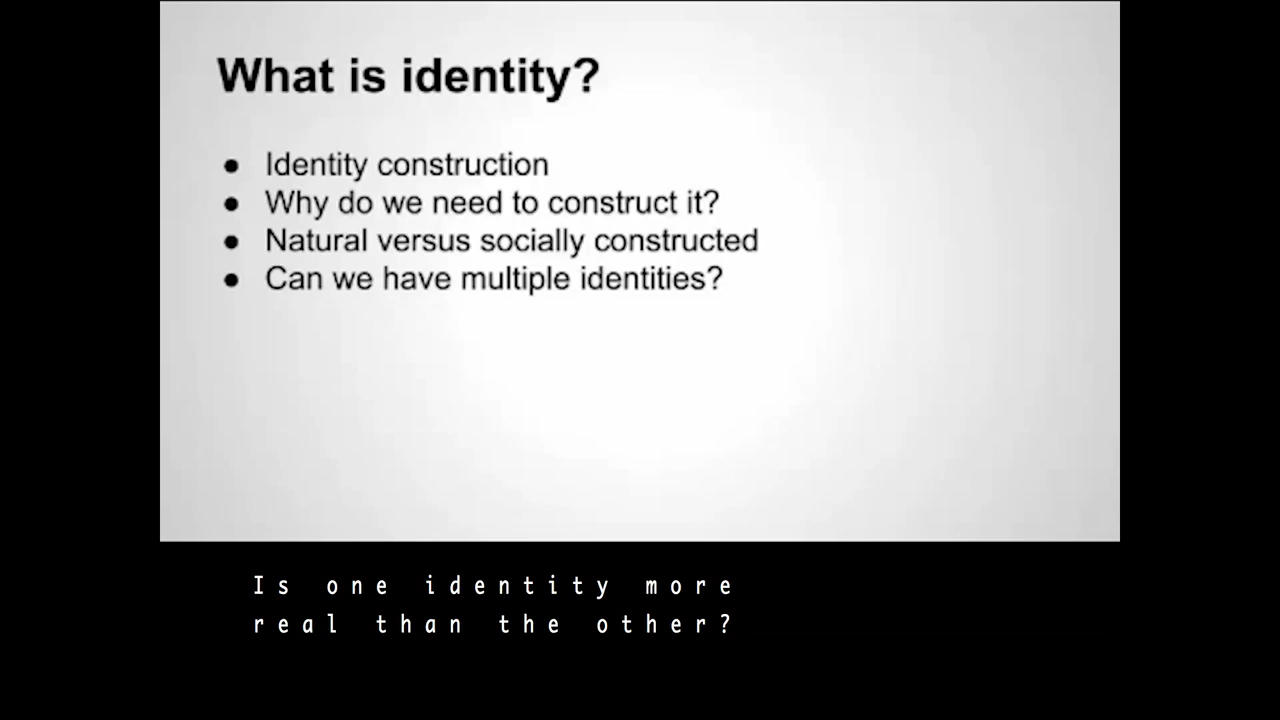 What is identity?
● Identity construction
● Why do we need to construct it?
● Natural versus socially constructed
● Can we have multiple identities?
Is one identity more
real than the other?